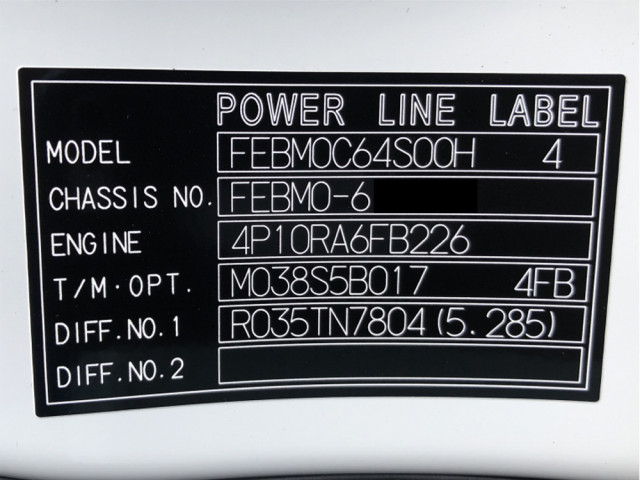 POWER LINE LABEL
MODEL FEBM0C64S00H 4
CHASSIS NO. FEBM0-6
ENGINE 4P10RA6FB226
T/M·OPT. M038S5B017 4FB
DIFF.NO.1 R035TN7804(5.285)
DIFF.NO.2